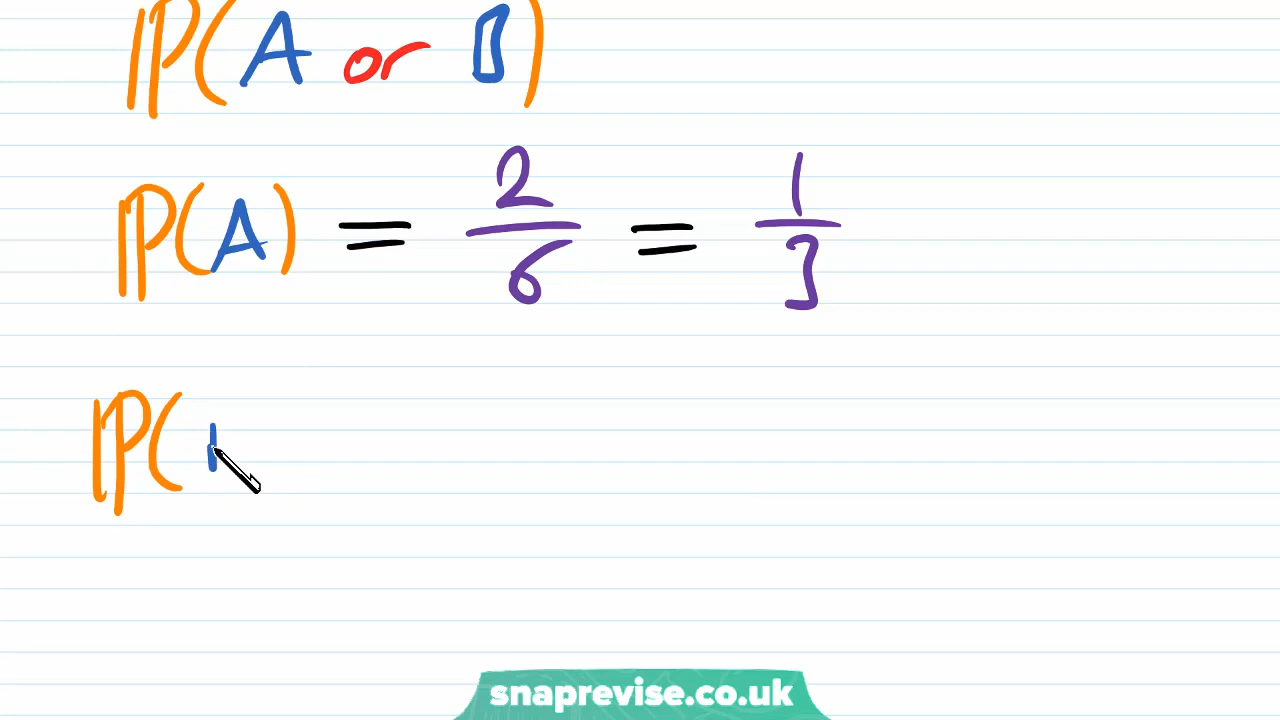 P(A or B)
P(A) = 2/6 = 1/3
P(
snaprevise.co.uk